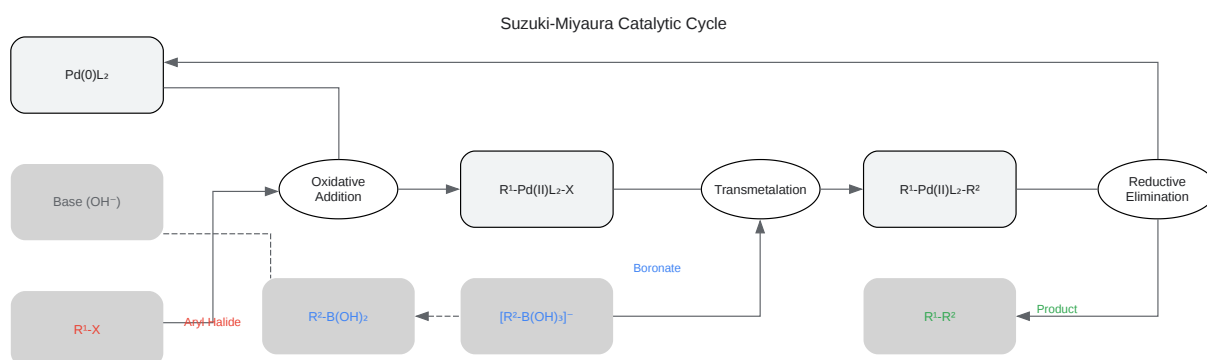 Suzuki-Miyaura Catalytic Cycle
Pd(0)L₂
Base (OH⁻)
Oxidative
Addition
R¹-Pd(II)L₂-X
Transmetalation
R¹-Pd(II)L₂-R²
Reductive
Elimination
Boronate
R¹-X
Aryl Halide
R²-B(OH)₂
[R²-B(OH)₃]⁻
R¹-R²
Product